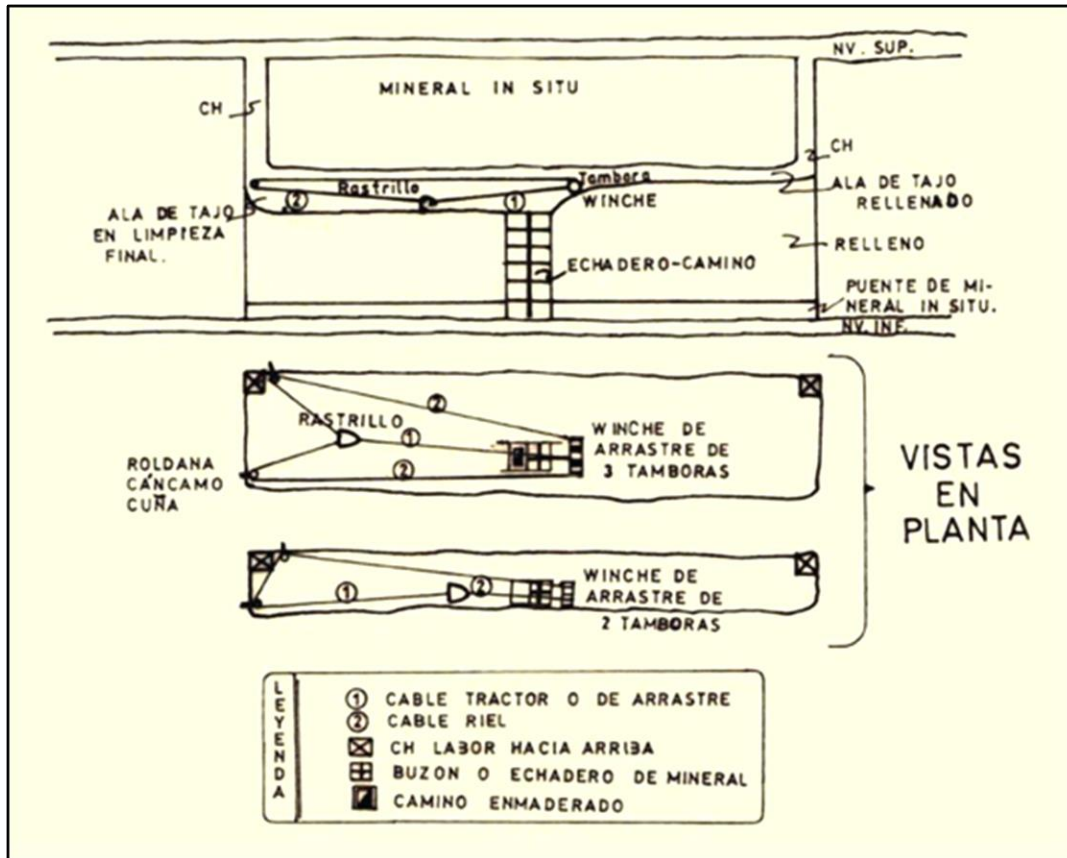 NV. SUP.
MINERAL IN SITU
CH
CH
Rastrillo
Tambora
②
①
WINCHE
ALA DE TAJO
RELLENADO
ALA DE TAJO
EN LIMPIEZA
FINAL.
RELLENO
ECHADERO-CAMINO
PUENTE DE MI-
NERAL IN SITU.
NV. INF.
②
RASTRILLO
①
②
WINCHE DE
ARRASTRE DE
3 TAMBORAS
ROLDANA
CÁNCAMO
CUÑA
VISTAS
EN
PLANTA
①
②
WINCHE DE
ARRASTRE DE
2 TAMBORAS
LEYENDA
① CABLE TRACTOR O DE ARRASTRE
② CABLE RIEL
CH LABOR HACIA ARRIBA
BUZON O ECHADERO DE MINERAL
CAMINO ENMADERADO